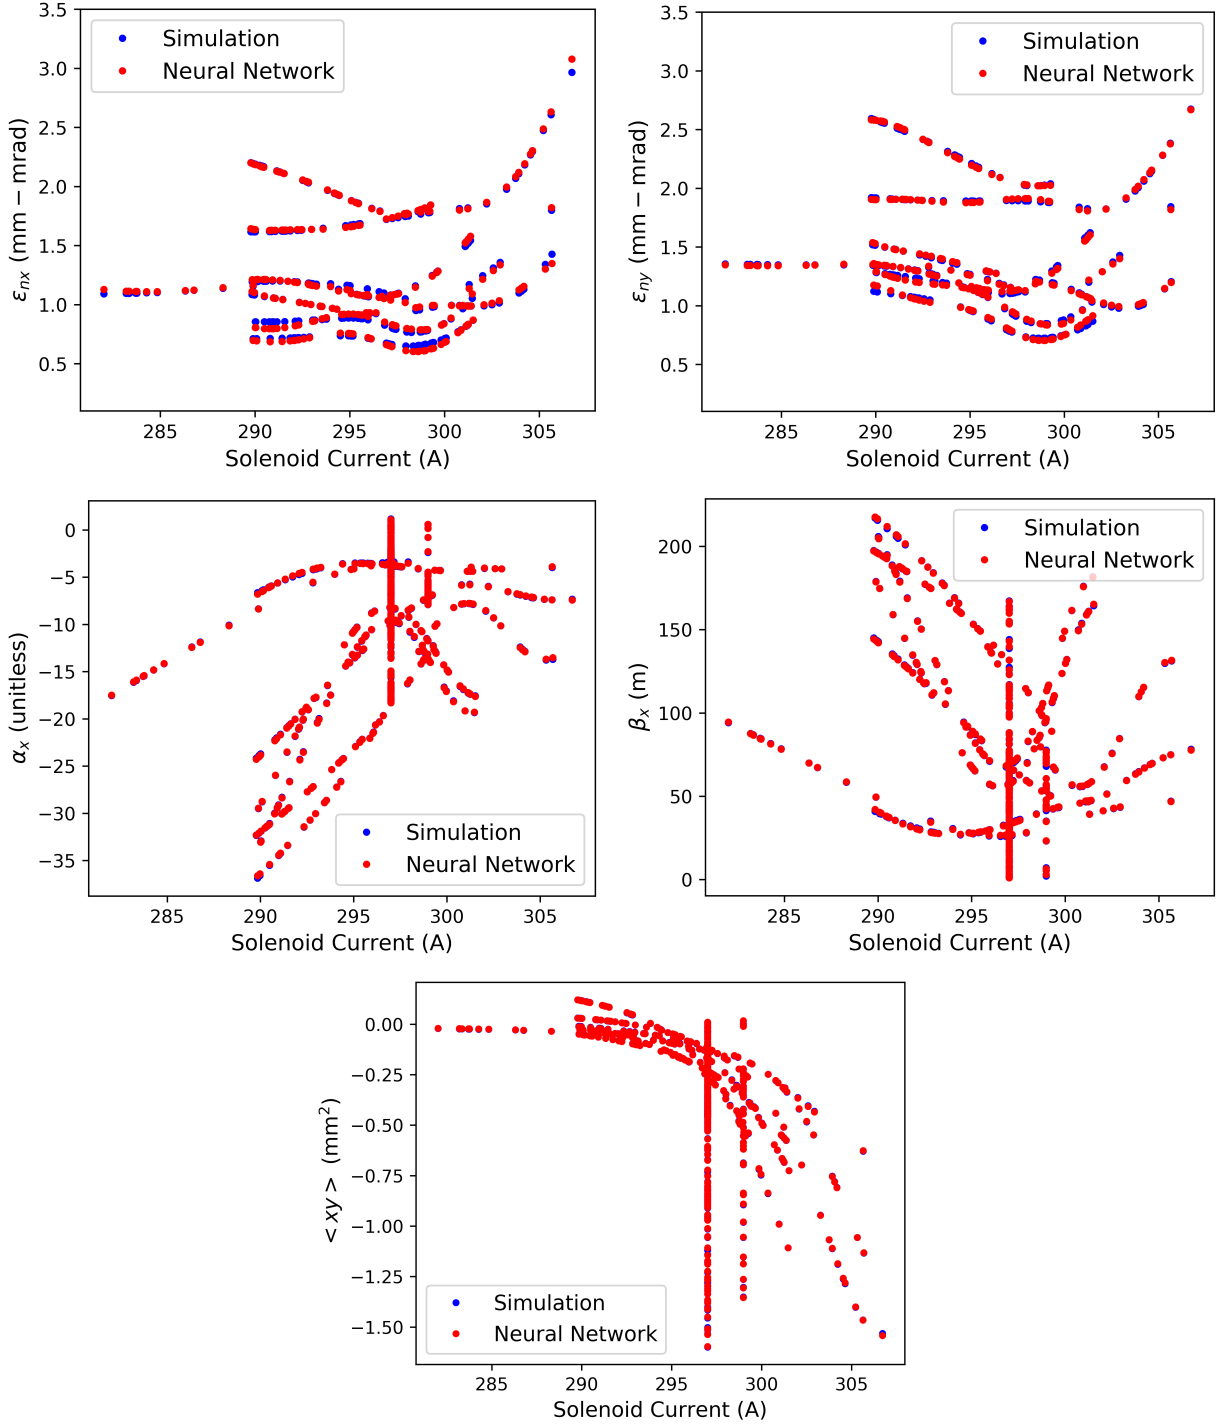 3.5
3.0
2.5
2.0
1.5
1.0
0.5
εnx (mm − mrad)
Simulation
Neural Network
285 290 295 300 305
Solenoid Current (A)
3.5
3.0
2.5
2.0
1.5
1.0
0.5
εny (mm − mrad)
Simulation
Neural Network
285 290 295 300 305
Solenoid Current (A)
0
−5
−10
−15
−20
−25
−30
−35
αx (unitless)
Simulation
Neural Network
285 290 295 300 305
Solenoid Current (A)
200
150
100
50
0
βx (m)
Simulation
Neural Network
285 290 295 300 305
Solenoid Current (A)
0.00
−0.25
−0.50
−0.75
−1.00
−1.25
−1.50
< xy > (mm²)
Simulation
Neural Network
285 290 295 300 305
Solenoid Current (A)